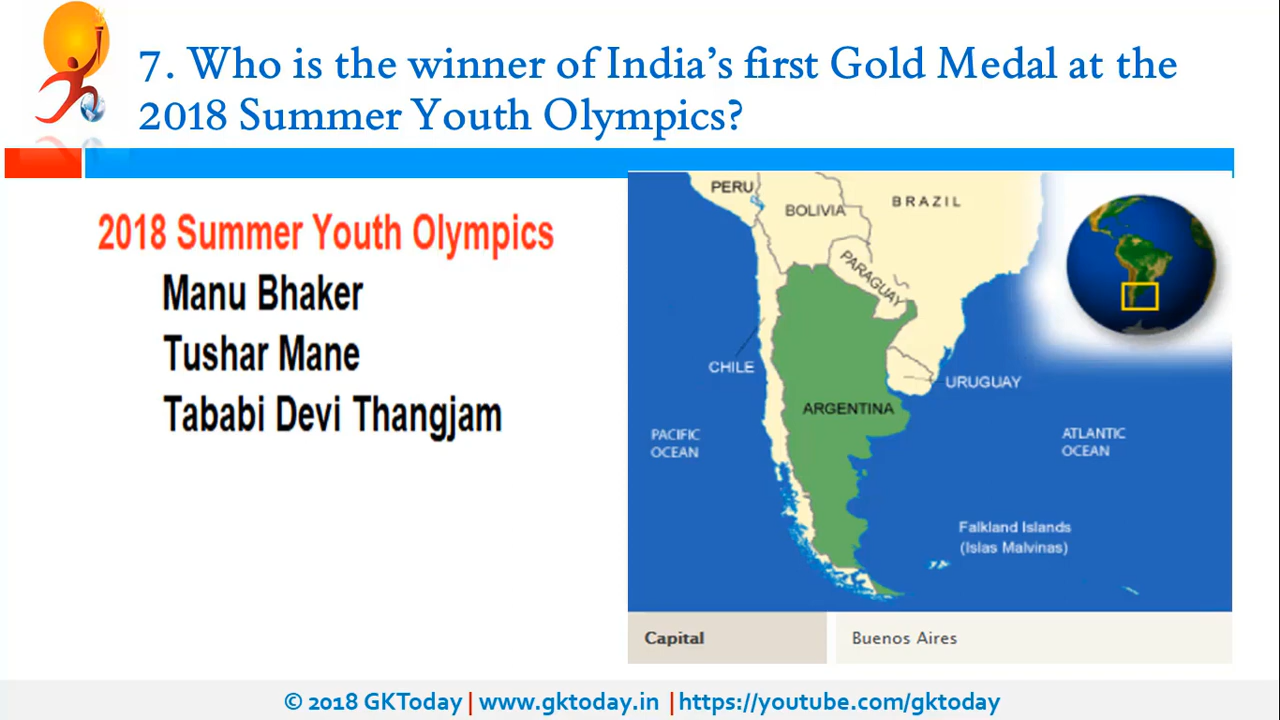 7. Who is the winner of India’s first Gold Medal at the
2018 Summer Youth Olympics?
2018 Summer Youth Olympics
Manu Bhaker
Tushar Mane
Tababi Devi Thangjam
PERU
BOLIVIA
BRAZIL
PARAGUAY
CHILE
URUGUAY
ARGENTINA
PACIFIC
OCEAN
ATLANTIC
OCEAN
Falkland Islands
(Islas Malvinas)
Capital
Buenos Aires
© 2018 GKToday | www.gktoday.in | https://youtube.com/gktoday